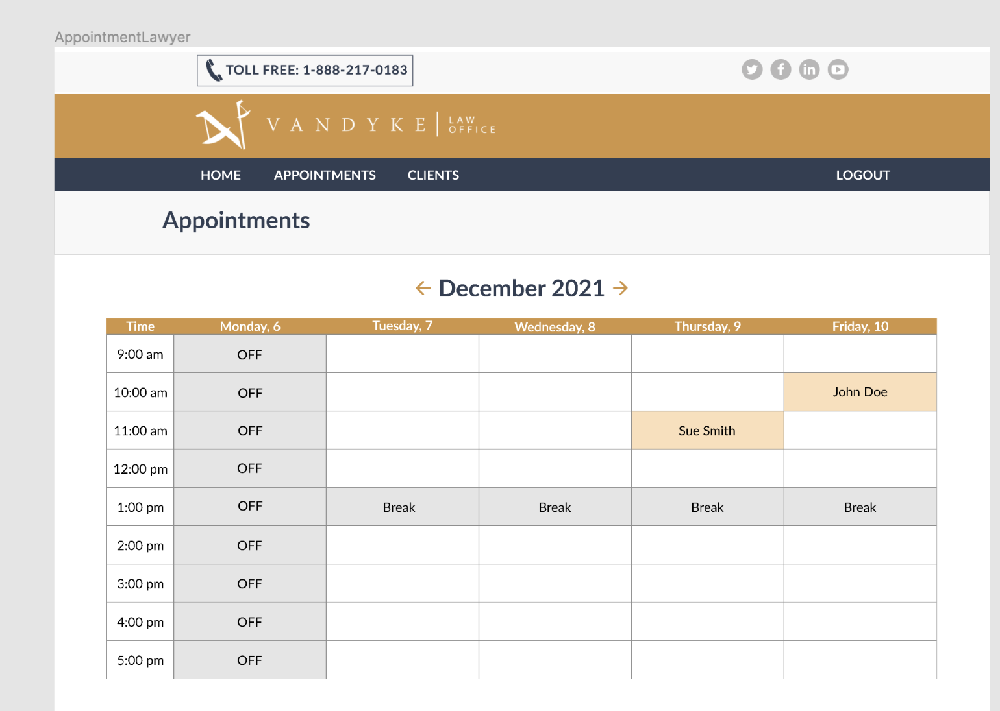 AppointmentLawyer
TOLL FREE: 1-888-217-0183
VANDYKE LAW OFFICE
HOME APPOINTMENTS CLIENTS LOGOUT
Appointments
← December 2021 →
Time Monday, 6 Tuesday, 7 Wednesday, 8 Thursday, 9 Friday, 10
9:00 am OFF
10:00 am OFF John Doe
11:00 am OFF Sue Smith
12:00 pm OFF
1:00 pm OFF Break Break Break Break
2:00 pm OFF
3:00 pm OFF
4:00 pm OFF
5:00 pm OFF